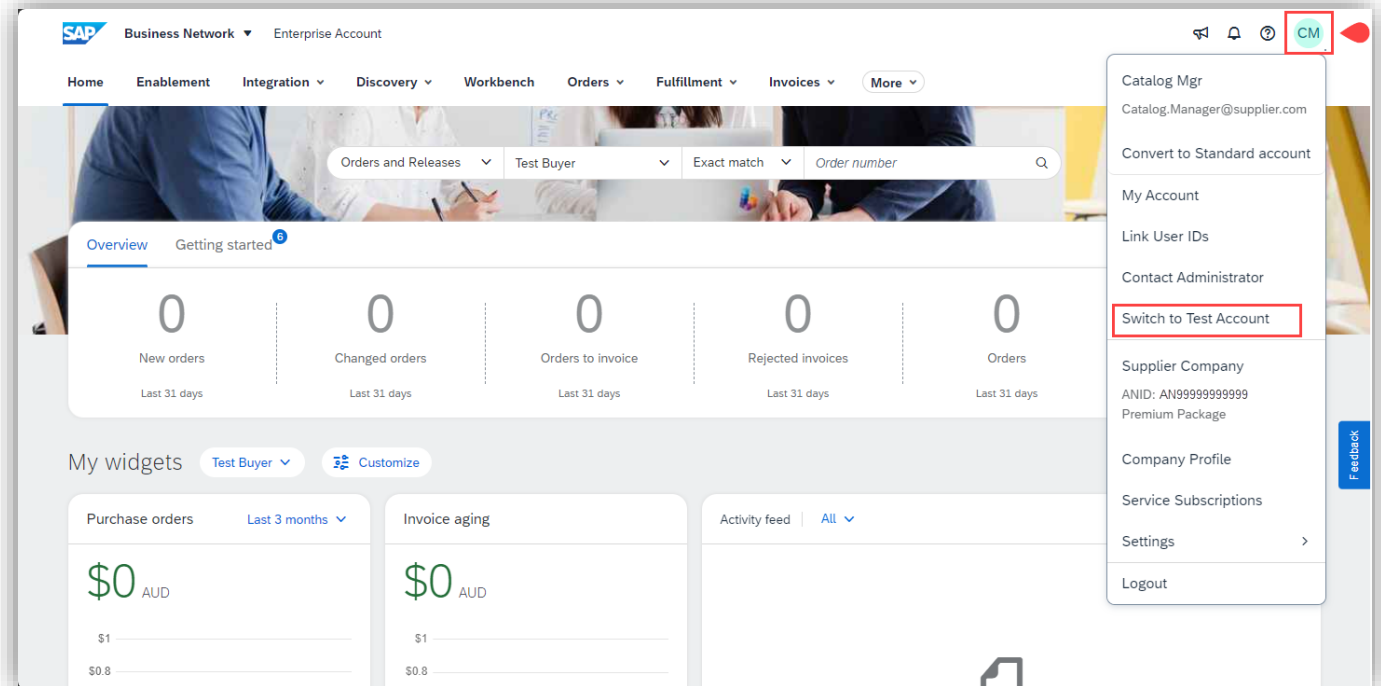 SAP Business Network Enterprise Account CM
Home Enablement Integration Discovery Workbench Orders Fulfillment Invoices More
Orders and Releases Test Buyer Exact match Order number
Overview Getting started 6
0 0 0 0 0
New orders Changed orders Orders to invoice Rejected invoices Orders
Last 31 days Last 31 days Last 31 days Last 31 days Last 31 days
My widgets Test Buyer Customize
Purchase orders Last 3 months Invoice aging Activity feed All
$0 AUD $0 AUD
$1 $1
$0.8 $0.8
Catalog Mgr
Catalog.Manager@supplier.com
Convert to Standard account
My Account
Link User IDs
Contact Administrator
Switch to Test Account
Supplier Company
ANID: AN99999999999
Premium Package
Company Profile
Service Subscriptions
Settings
Logout
Feedback